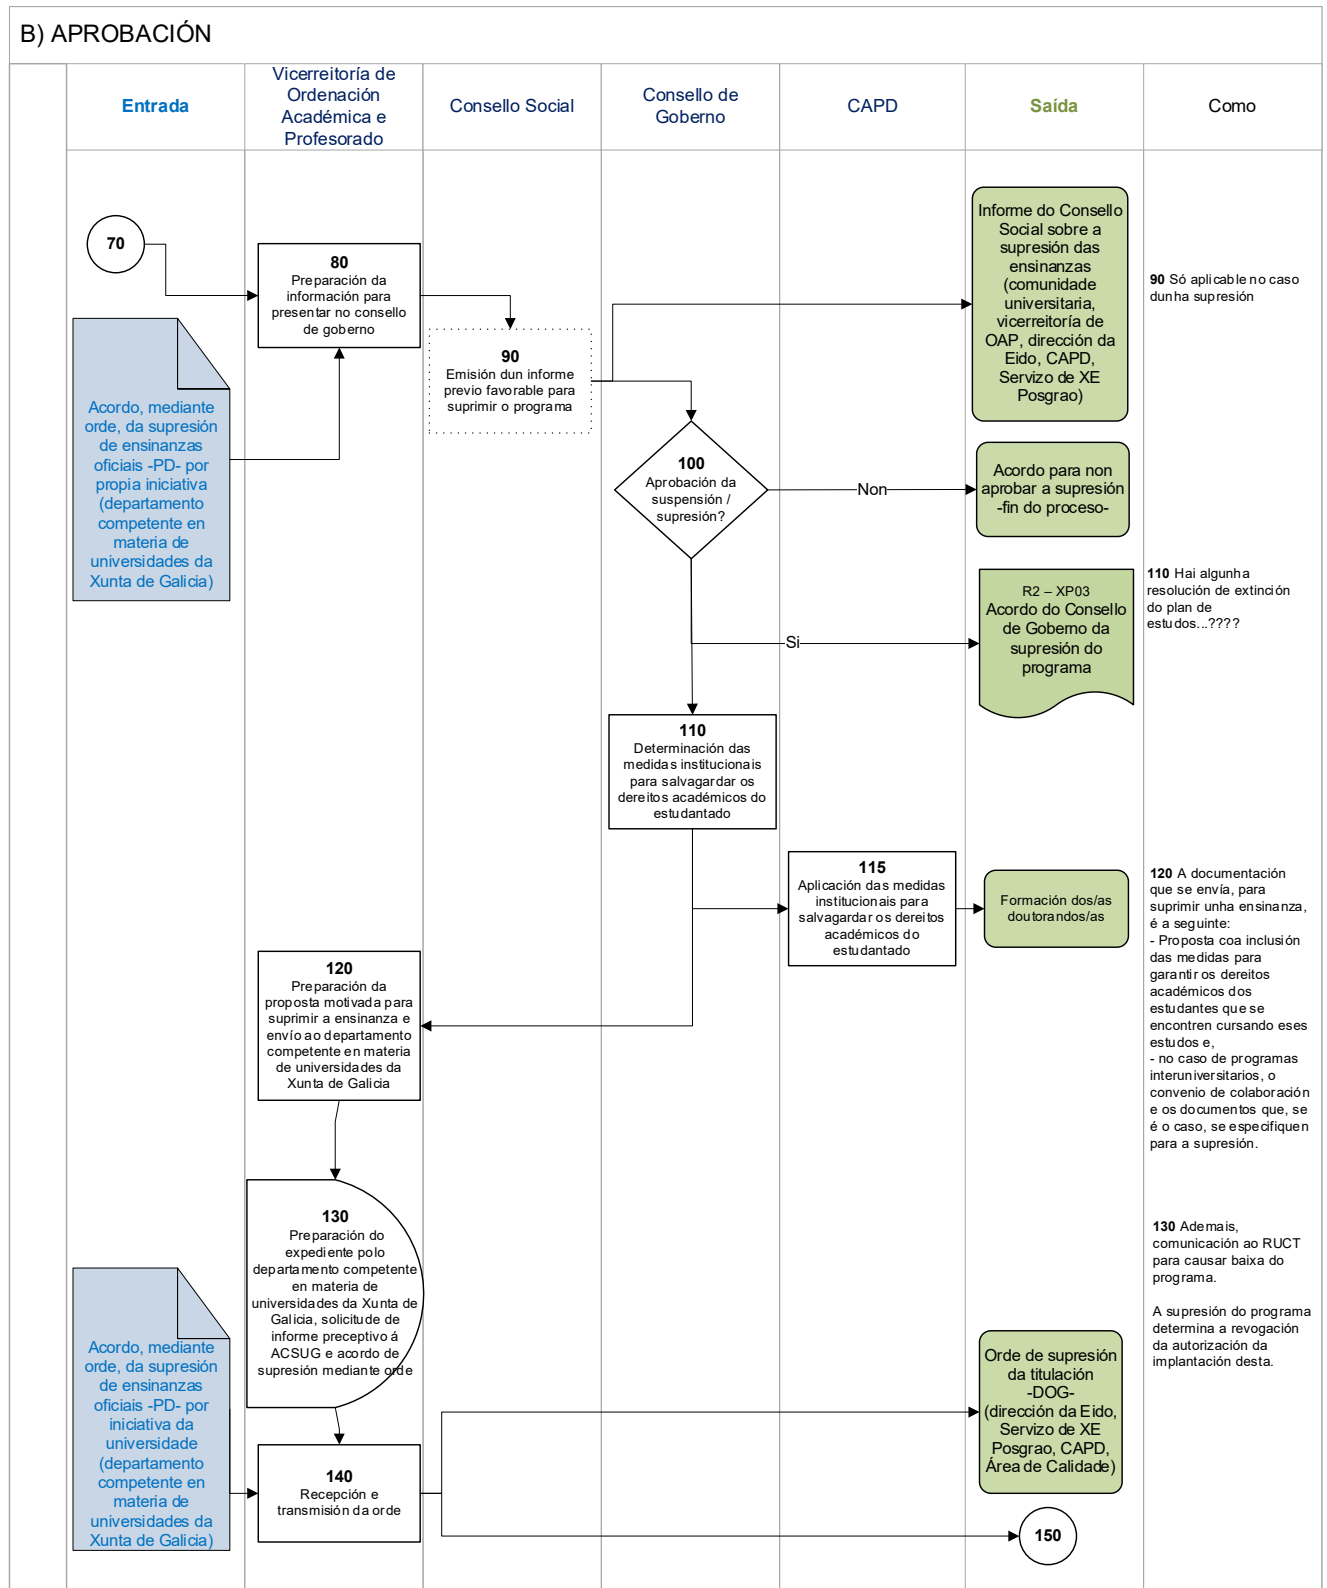 B) APROBACIÓN
Entrada
Vicerreitoría de
Ordenación
Académica e
Profesorado
Consello Social
Consello de
Goberno
CAPD
Saída
Como
70
80
Preparación da
información para
presentar no consello
de goberno
Acordo, mediante
orde, da supresión
de ensinanzas
oficiais -PD- por
propia iniciativa
(departamento
competente en
materia de
universidades da
Xunta de Galicia)
90
Emisión dun informe
previo favorable para
suprimir o programa
Informe do Consello
Social sobre a
supresión das
ensinanzas
(comunidade
universitaria,
vicerreitoría de
OAP, dirección da
Eido, CAPD,
Servizo de XE
Posgrao)
90 Só aplicable no caso
dunha supresión
100
Aprobación da
suspensión /
supresión?
Non
Acordo para non
aprobar a supresión
-fin do proceso-
Si
R2 – XP03
Acordo do Consello
de Goberno da
supresión do
programa
110 Hai algunha
resolución de extinción
do plan de
estudos...????
110
Determinación das
medidas institucionais
para salvagardar os
dereitos académicos do
estudantado
115
Aplicación das medidas
institucionais para
salvagardar os dereitos
académicos do
estudantado
Formación dos/as
doutorandos/as
120 A documentación
que se envía, para
suprimir unha ensinanza,
é a seguinte:
- Proposta coa inclusión
das medidas para
garantir os dereitos
académicos dos
estudantes que se
encontren cursando eses
estudos e,
- no caso de programas
interuniversitarios, o
convenio de colaboración
e os documentos que, se
é o caso, se especifiquen
para a supresión.
120
Preparación da
proposta motivada para
suprimir a ensinanza e
envío ao departamento
competente en materia
de universidades da
Xunta de Galicia
130
Preparación do
expediente polo
departamento competente
en materia de
universidades da Xunta de
Galicia, solicitude de
informe preceptivo á
ACSUG e acordo de
supresión mediante orde
130 Ademais,
comunicación ao RUCT
para causar baixa do
programa.
A supresión do programa
determina a revogación
da autorización da
implantación desta.
Acordo, mediante
orde, da supresión
de ensinanzas
oficiais -PD- por
iniciativa da
universidade
(departamento
competente en
materia de
universidades da
Xunta de Galicia)
140
Recepción e
transmisión da orde
Orde de supresión
da titulación
-DOG-
(dirección da Eido,
Servizo de XE
Posgrao, CAPD,
Área de Calidade)
150